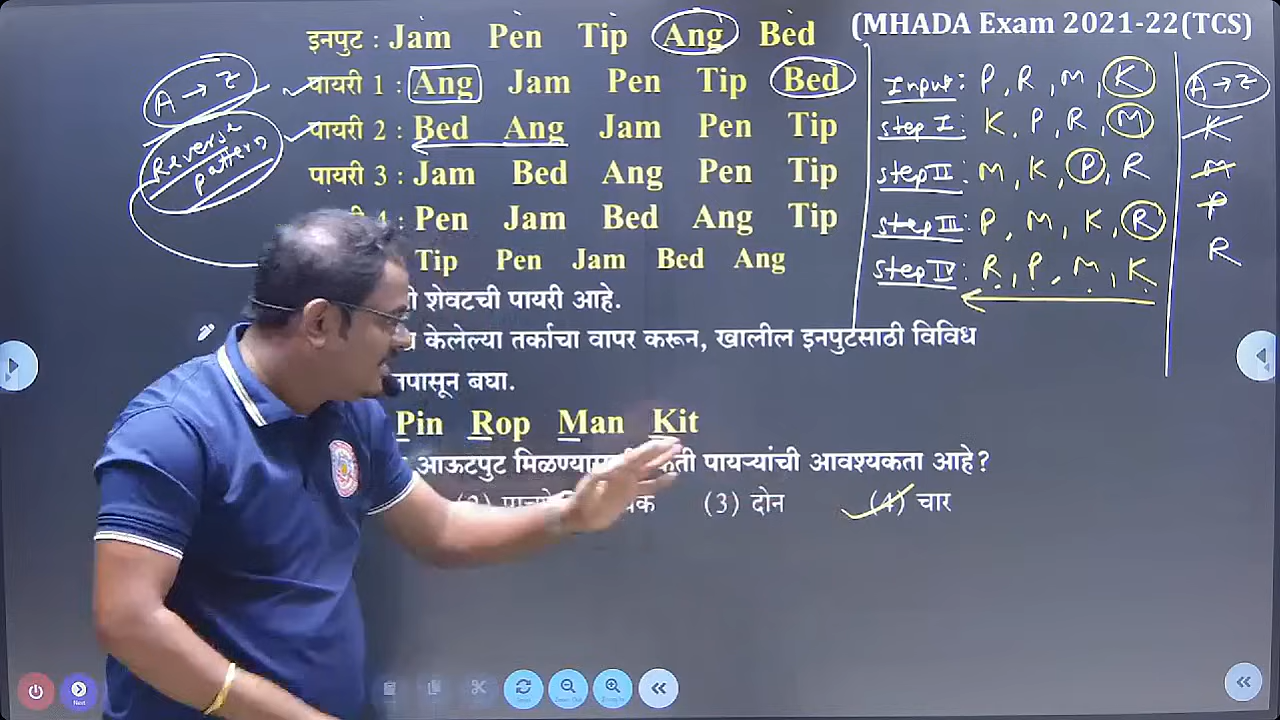 (MHADA Exam 2021-22(TCS)
इनपुट : Jam Pen Tip Ang Bed
पायरी 1 : Ang Jam Pen Tip Bed
पायरी 2 : Bed Ang Jam Pen Tip
पायरी 3 : Jam Bed Ang Pen Tip
4 : Pen Jam Bed Ang Tip
Tip Pen Jam Bed Ang
शेवटची पायरी आहे.
केलेल्या तर्काचा वापर करून, खालील इनपुटसाठी विविध
बघा.
Pin Rop Man Kit
आऊटपुट पायऱ्यांची आवश्यकता आहे?
(3) दोन (4) चार
A → Z
Reverse
pattern
Input: P, R, M, K
step I: K, P, R, M
step II: M, K, P, R
step III: P, M, K, R
step IV: R, P, M, K
A → Z
K
M
P
R
Next